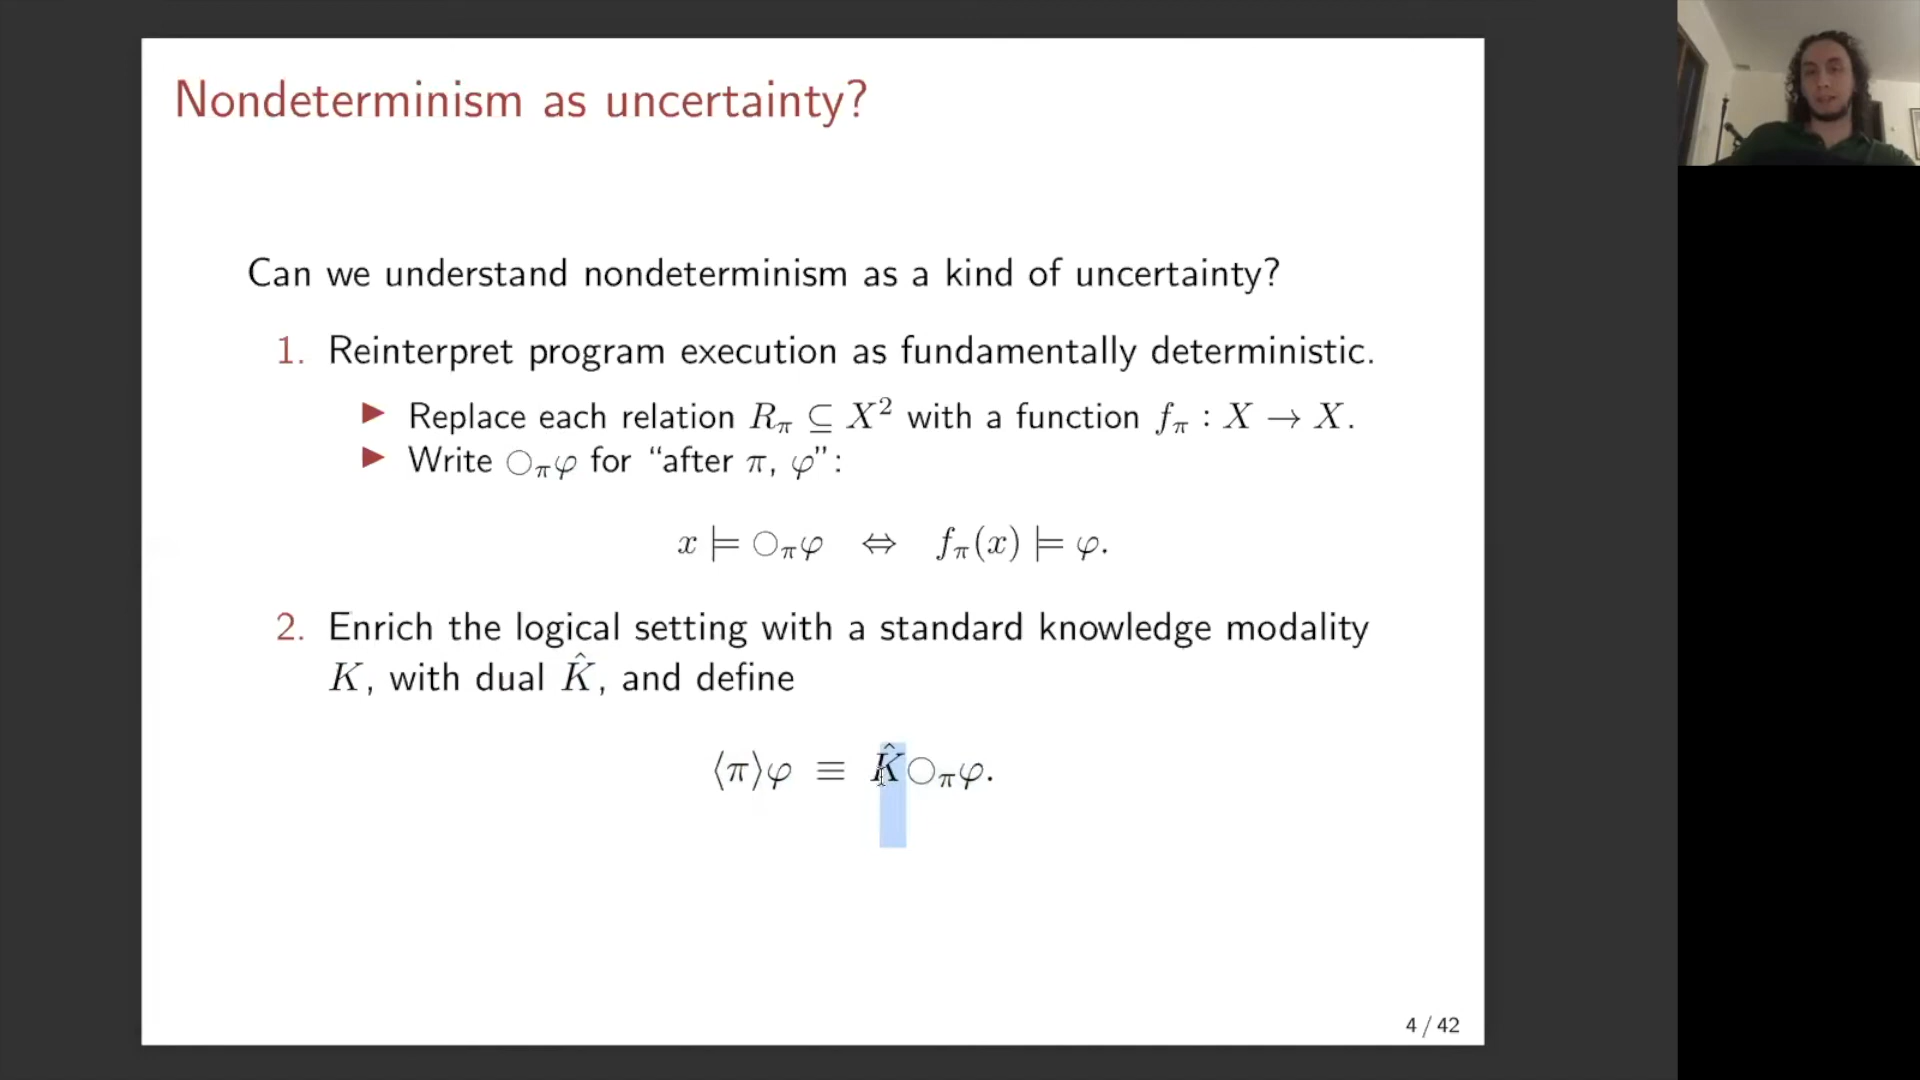 Nondeterminism as uncertainty?
Can we understand nondeterminism as a kind of uncertainty?
1. Reinterpret program execution as fundamentally deterministic.
▶ Replace each relation R_π ⊆ X² with a function f_π : X → X.
▶ Write ○_πφ for “after π, φ”:
x ⊨ ○_πφ ⇔ f_π(x) ⊨ φ.
2. Enrich the logical setting with a standard knowledge modality
K, with dual K̂, and define
⟨π⟩φ ≡ K̂○_πφ.
4 / 42